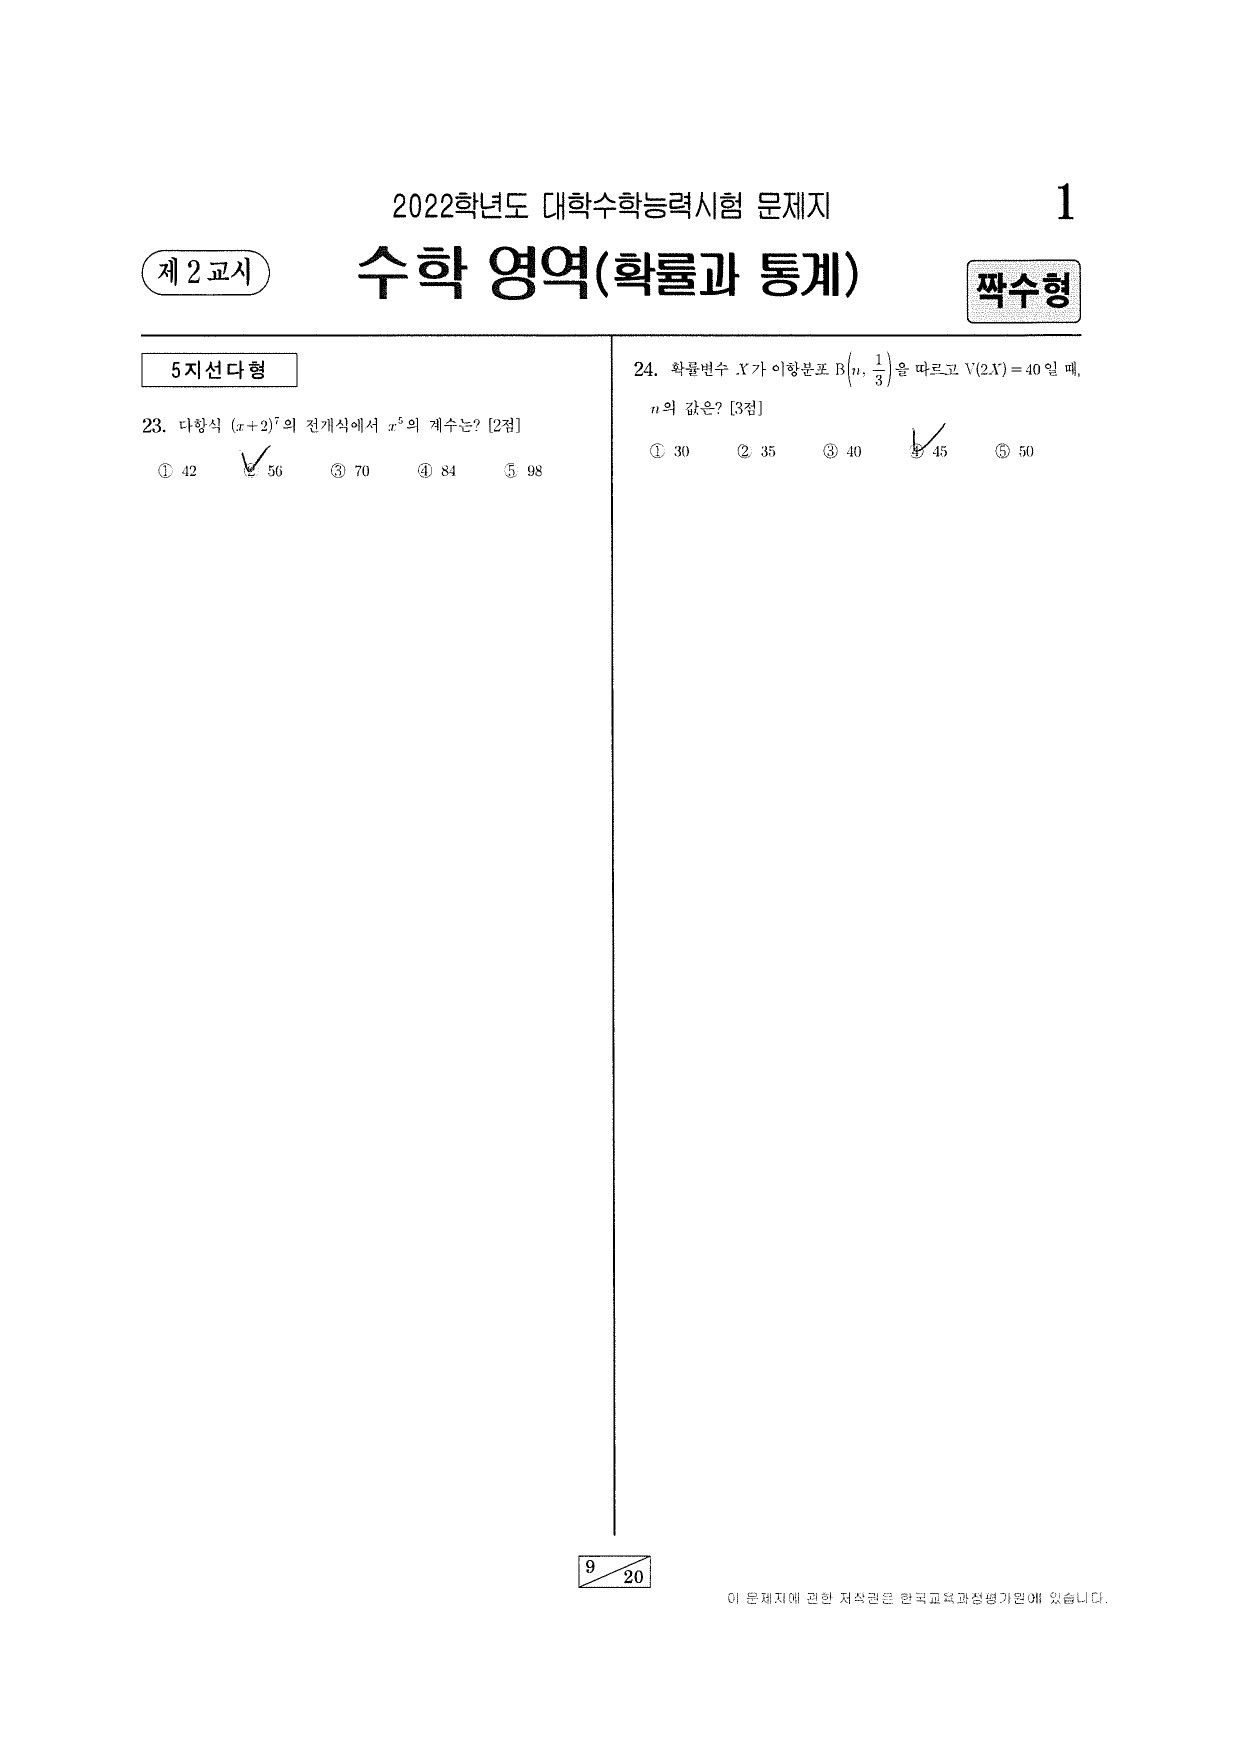 2022학년도 대학수학능력시험 문제지
1
제 2 교시
수학 영역(확률과 통계)
짝수형
5지선다형
23. 다항식 (x+2)⁷의 전개식에서 x⁵의 계수는? [2점]
① 42 ② 56 ③ 70 ④ 84 ⑤ 98
24. 확률변수 X가 이항분포 B(n, 1/3)을 따르고 V(2X)=40일 때,
n의 값은? [3점]
① 30 ② 35 ③ 40 ④ 45 ⑤ 50
9/20
이 문제지에 관한 저작권은 한국교육과정평가원에 있습니다.